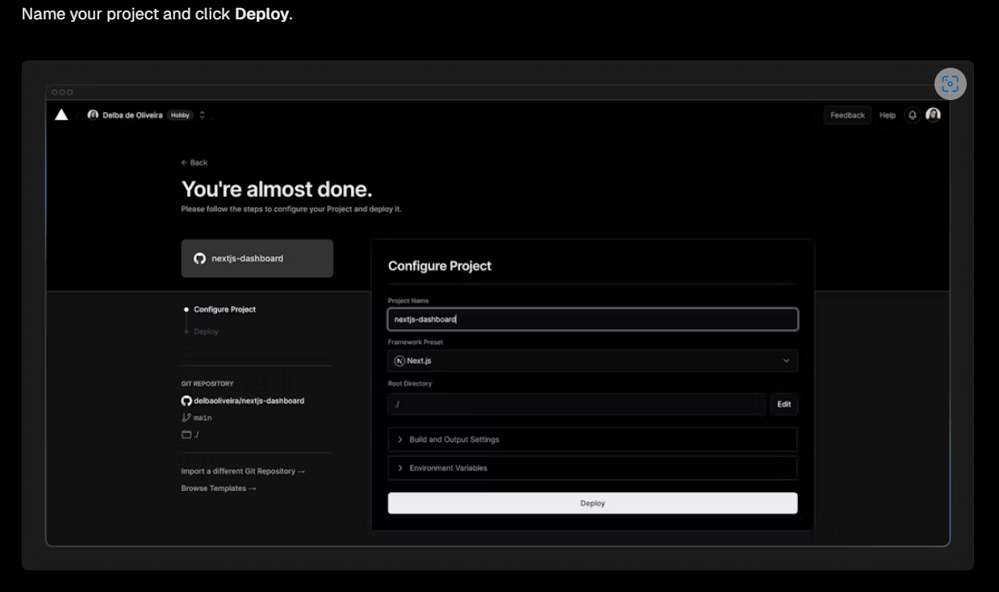 Name your project and click Deploy.
Delba de Oliveira Hobby
Feedback Help
← Back
You're almost done.
Please follow the steps to configure your Project and deploy it.
nextjs-dashboard
Configure Project
Deploy
GIT REPOSITORY
delbaoliveira/nextjs-dashboard
main
./
Import a different Git Repository →
Browse Templates →
Configure Project
Project Name
nextjs-dashboard
Framework Preset
N Next.js
Root Directory
./ Edit
Build and Output Settings
Environment Variables
Deploy